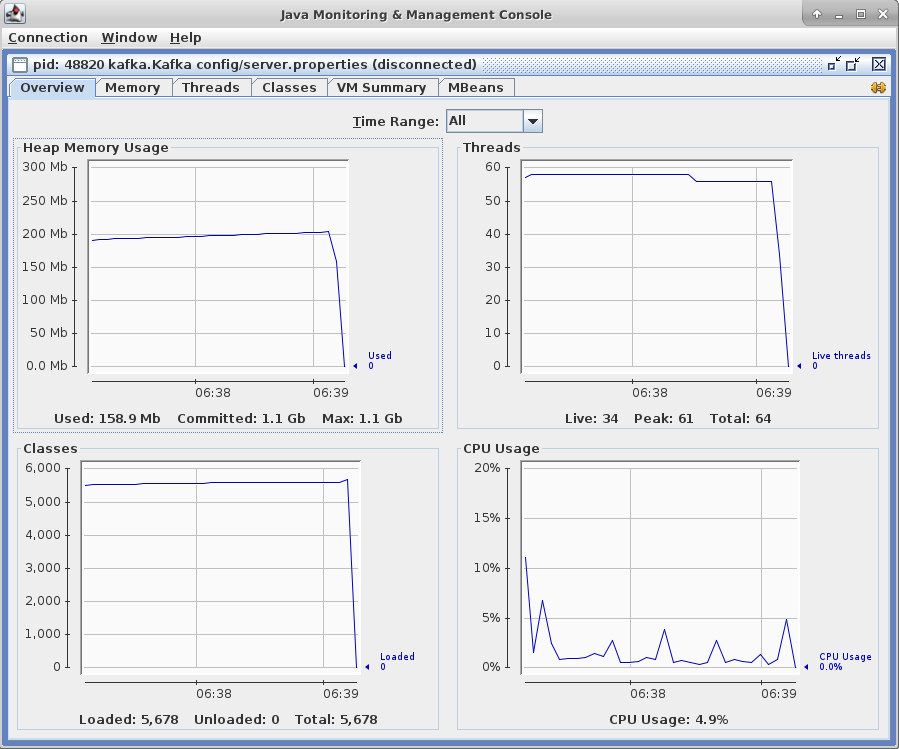 Java Monitoring & Management Console
Connection Window Help
pid: 48820 kafka.Kafka config/server.properties (disconnected)
Overview Memory Threads Classes VM Summary MBeans
Time Range: All
Heap Memory Usage
300 Mb
250 Mb
200 Mb
150 Mb
100 Mb
50 Mb
0.0 Mb
Used
0
06:38 06:39
Used: 158.9 Mb Committed: 1.1 Gb Max: 1.1 Gb
Threads
60
50
40
30
20
10
0
Live threads
0
06:38 06:39
Live: 34 Peak: 61 Total: 64
Classes
6,000
5,000
4,000
3,000
2,000
1,000
0
Loaded
0
06:38 06:39
Loaded: 5,678 Unloaded: 0 Total: 5,678
CPU Usage
20%
15%
10%
5%
0%
CPU Usage
0.0%
06:38 06:39
CPU Usage: 4.9%